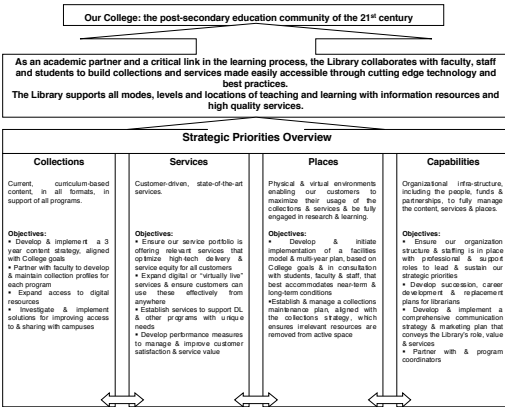 Our College: the post-secondary education community of the 21st century
As an academic partner and a critical link in the learning process, the Library collaborates with faculty, staff
and students to build collections and services made easily accessible through cutting edge technology and
best practices.
The Library supports all modes, levels and locations of teaching and learning with information resources and
high quality services.
Strategic Priorities Overview
Collections
Current, curriculum-based
content, in all formats, in
support of all programs.
Objectives:
▪ Develop & implement a 3
year content strategy, aligned
with College goals
▪ Partner with faculty to develop
& maintain collection profiles for
each program
▪ Expand access to digital
resources
▪ Investigate & implement
solutions for improving access
to & sharing with campuses
Services
Customer-driven, state-of-the-art
services.
Objectives:
▪ Ensure our service portfolio is
offering relevant services that
optimize high-tech delivery &
service equity for all customers
▪ Expand digital or "virtually live"
services & ensure customers can
use these effectively from
anywhere
▪ Establish services to support DL
& other programs with unique
needs
▪ Develop performance measures
to manage & improve customer
satisfaction & service value
Places
Physical & virtual environments
enabling our customers to
maximize their usage of the
collections & services & be fully
engaged in research & learning.
Objectives:
▪ Develop & initiate
implementation of a facilities
model & multi-year plan, based on
College goals & in consultation
with students, faculty & staff, that
best accommodates near-term &
long-term conditions
▪Establish & manage a collections
maintenance plan, aligned with
the collections strategy, which
ensures irrelevant resources are
removed from active space
Capabilities
Organizational infra-structure,
including the people, funds &
partnerships, to fully manage
the content, services & places.
Objectives:
▪ Ensure our organization
structure & staffing is in place
with professional & support
roles to lead & sustain our
strategic priorities
▪ Develop succession, career
development & replacement
plans for librarians
▪ Develop & implement a
comprehensive communication
strategy & marketing plan that
conveys the Library's role, value
& services
▪ Partner with & program
coordinators